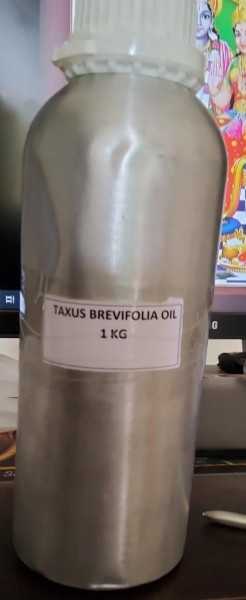 TAXUS BREVIFOLIA OIL
1 KG